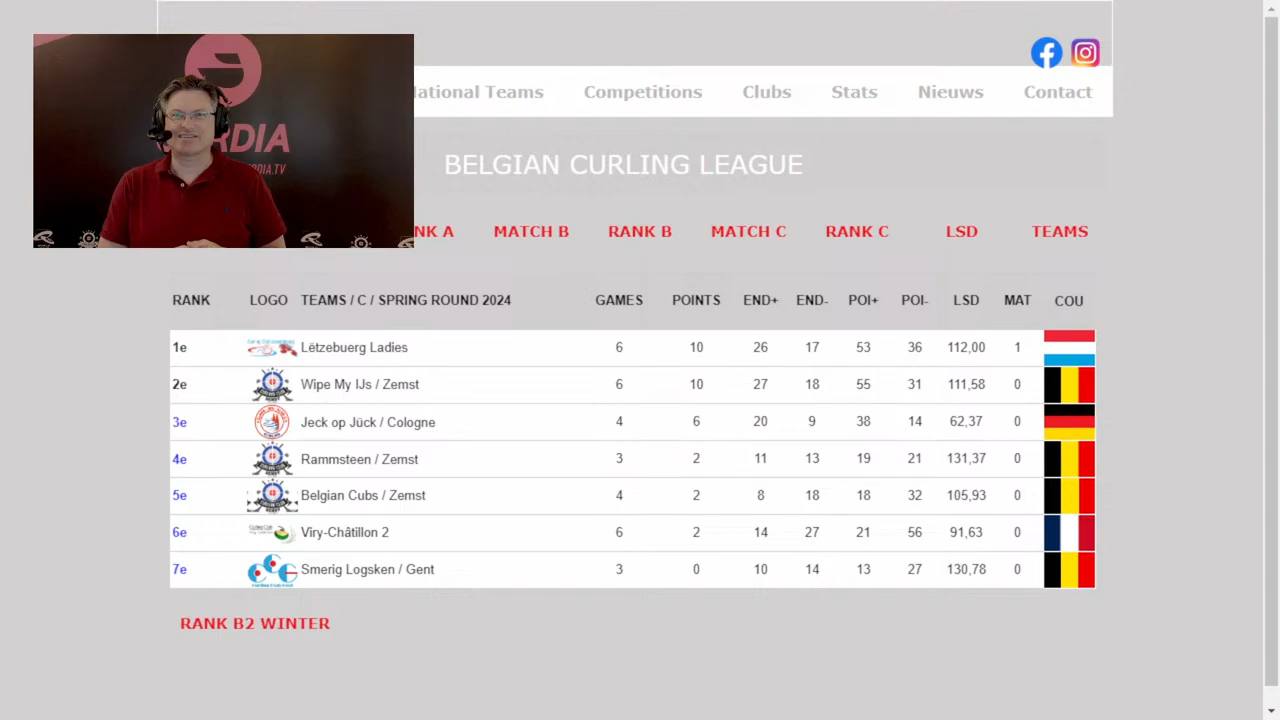 National Teams Competitions Clubs Stats Nieuws Contact
RDIA
RDIA.TV
BELGIAN CURLING LEAGUE
NK A MATCH B RANK B MATCH C RANK C LSD TEAMS
RANK LOGO TEAMS / C / SPRING ROUND 2024 GAMES POINTS END+ END- POI+ POI- LSD MAT COU
1e Lëtzebuerg Ladies 6 10 26 17 53 36 112,00 1
2e Wipe My IJs / Zemst 6 10 27 18 55 31 111,58 0
3e Jeck op Jück / Cologne 4 6 20 9 38 14 62,37 0
4e Rammsteen / Zemst 3 2 11 13 19 21 131,37 0
5e Belgian Cubs / Zemst 4 2 8 18 18 32 105,93 0
6e Viry-Châtillon 2 6 2 14 27 21 56 91,63 0
7e Smerig Logsken / Gent 3 0 10 14 13 27 130,78 0
RANK B2 WINTER